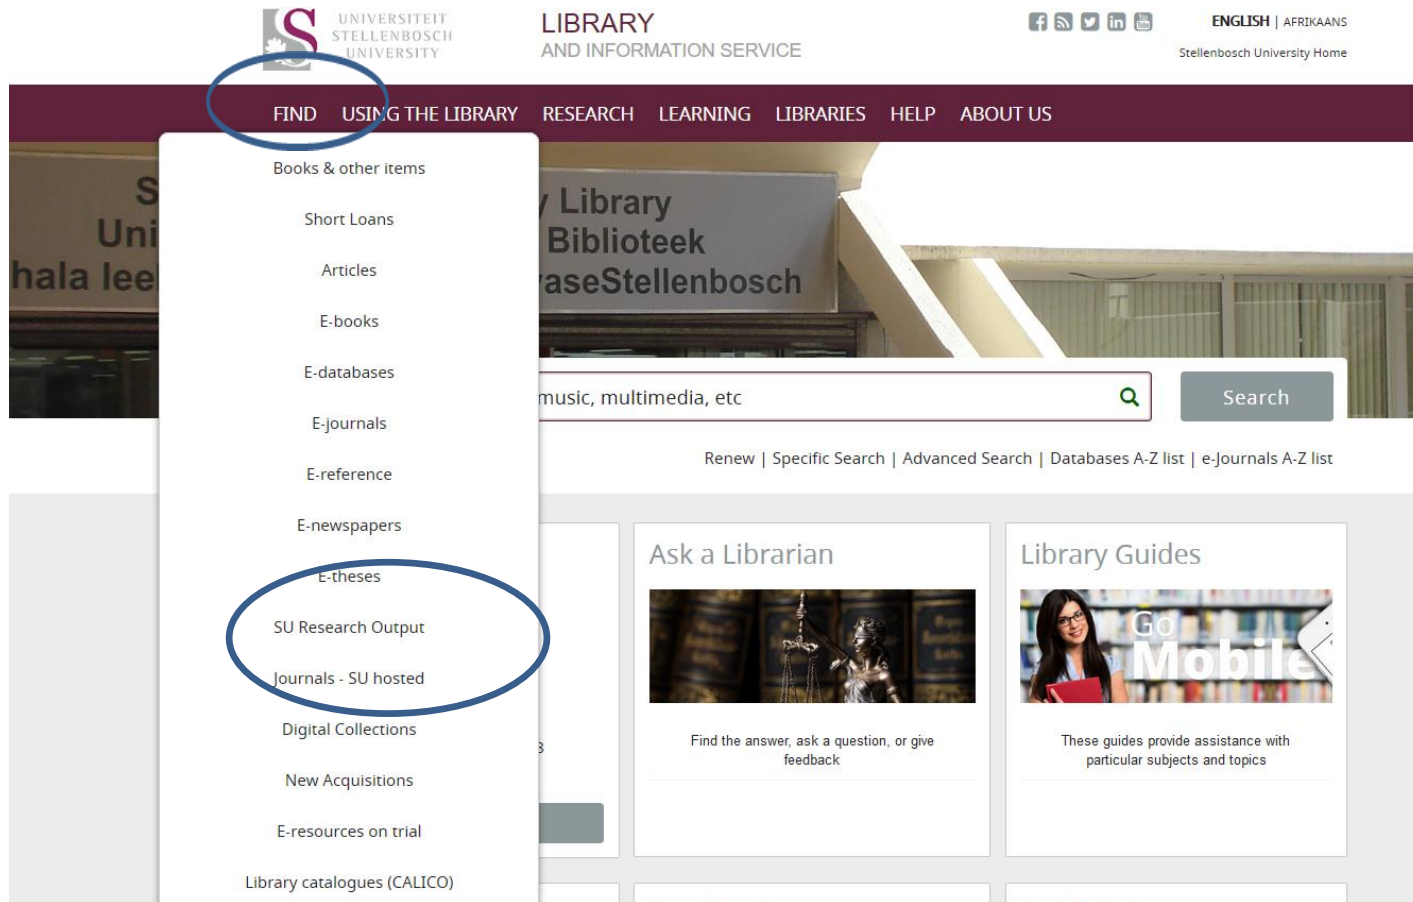 UNIVERSITEIT
STELLENBOSCH
UNIVERSITY
LIBRARY
AND INFORMATION SERVICE
ENGLISH | AFRIKAANS
Stellenbosch University Home
FIND USING THE LIBRARY RESEARCH LEARNING LIBRARIES HELP ABOUT US
Books & other items
Short Loans
Articles
E-books
E-databases
E-journals
E-reference
E-newspapers
E-theses
SU Research Output
Journals - SU hosted
Digital Collections
New Acquisitions
E-resources on trial
Library catalogues (CALICO)
S
Uni
hala lee
y Library
Biblioteek
vaseStellenbosch
music, multimedia, etc
Search
Renew | Specific Search | Advanced Search | Databases A-Z list | e-Journals A-Z list
Ask a Librarian
Find the answer, ask a question, or give
feedback
Library Guides
Go
Mobile
These guides provide assistance with
particular subjects and topics